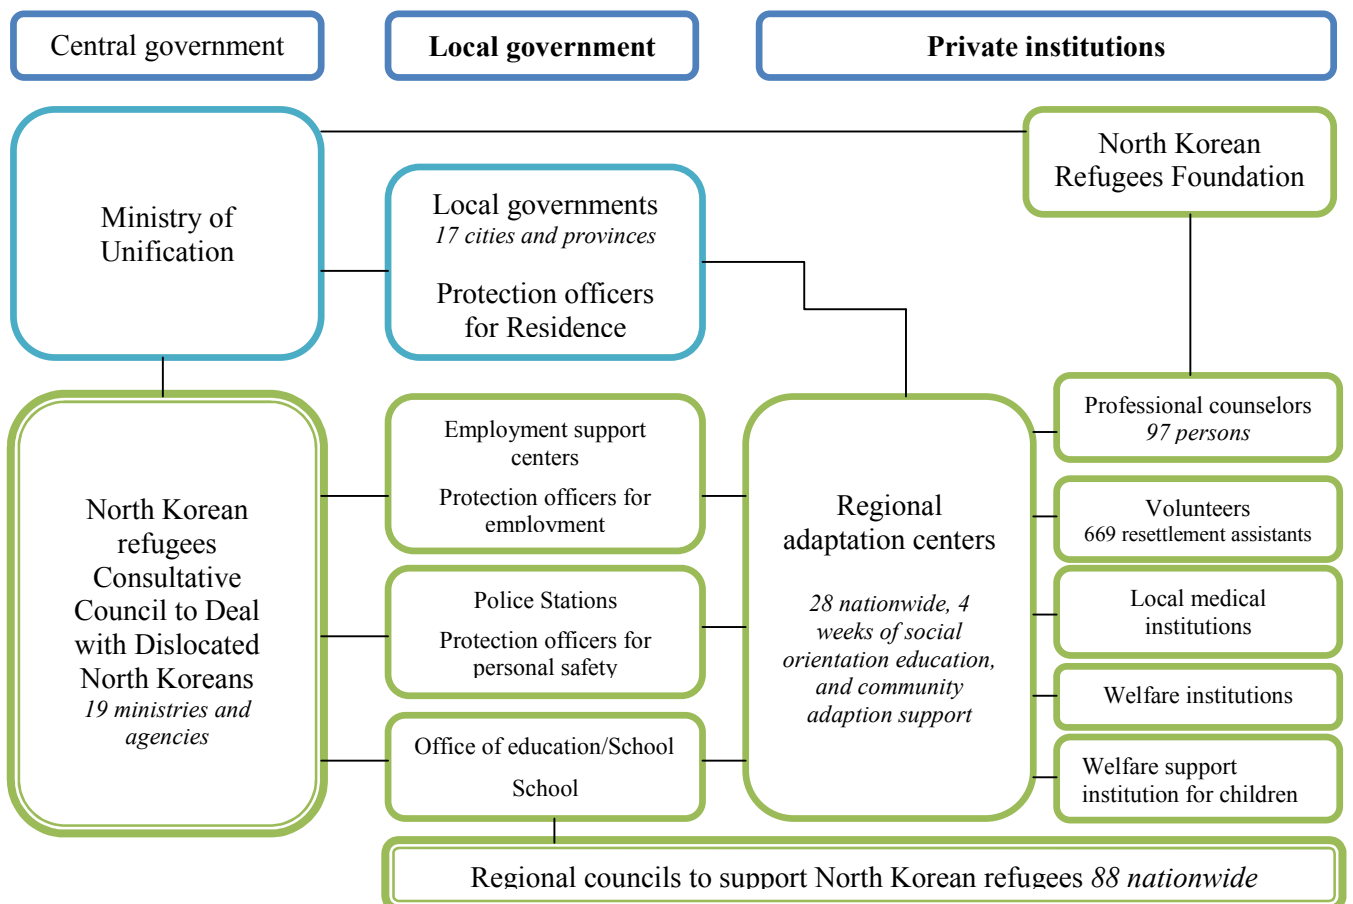 Central government
Local government
Private institutions
Ministry of
Unification
Local governments
17 cities and provinces
Protection officers
for Residence
North Korean
Refugees Foundation
North Korean
refugees
Consultative
Council to Deal
with Dislocated
North Koreans
19 ministries and
agencies
Employment support
centers
Protection officers for
employment
Police Stations
Protection officers for
personal safety
Office of education/School
School
Regional
adaptation centers
28 nationwide, 4
weeks of social
orientation education,
and community
adaption support
Professional counselors
97 persons
Volunteers
669 resettlement assistants
Local medical
institutions
Welfare institutions
Welfare support
institution for children
Regional councils to support North Korean refugees 88 nationwide